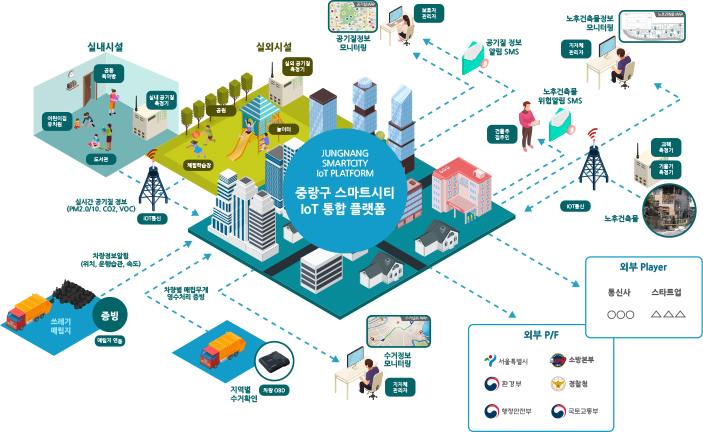 실내시설
공동
육아방
실내 공기질
측정기
어린이집
유치원
도서관
실외시설
실외 공기질
측정기
공원
놀이터
체험학습장
공기질정보
모니터링
보호자
관리자
공기질 정보
알림 SMS
노후건축물정보
모니터링
지자체
관리자
노후건축물
위험알림 SMS
건물주
입주민
균열
측정기
기울기
측정기
노후건축물
IOT통신
IOT통신
실시간 공기질 정보
(PM2.0/10, CO2, VOC)
JUNGNANG
SMARTCITY
IoT PLATFORM
중랑구 스마트시티
IoT 통합 플랫폼
차량정보알림
(위치, 운행습관, 속도)
차량별 매립무게
영수처리 증빙
쓰레기
매립지
증빙
매립지 연동
지역별
수거확인
차량 OBD
수거정보
모니터링
지자체
관리자
외부 Player
통신사
스타트업
○○○
△△△
외부 P/F
서울특별시
소방본부
환경부
경찰청
행정안전부
국토교통부